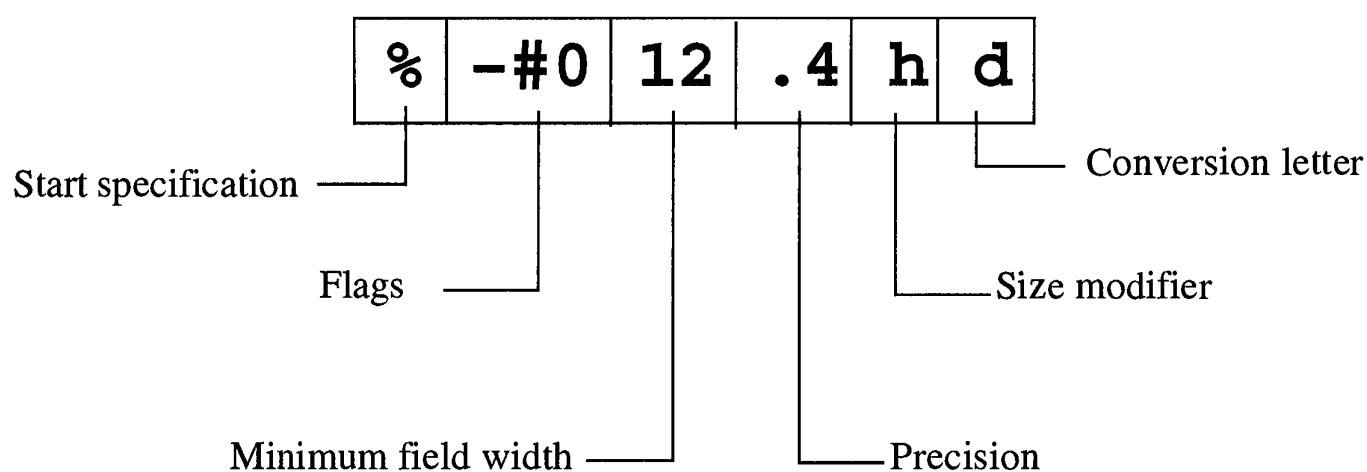 % -#0 12 .4 h d
Start specification
Conversion letter
Flags
Size modifier
Minimum field width
Precision